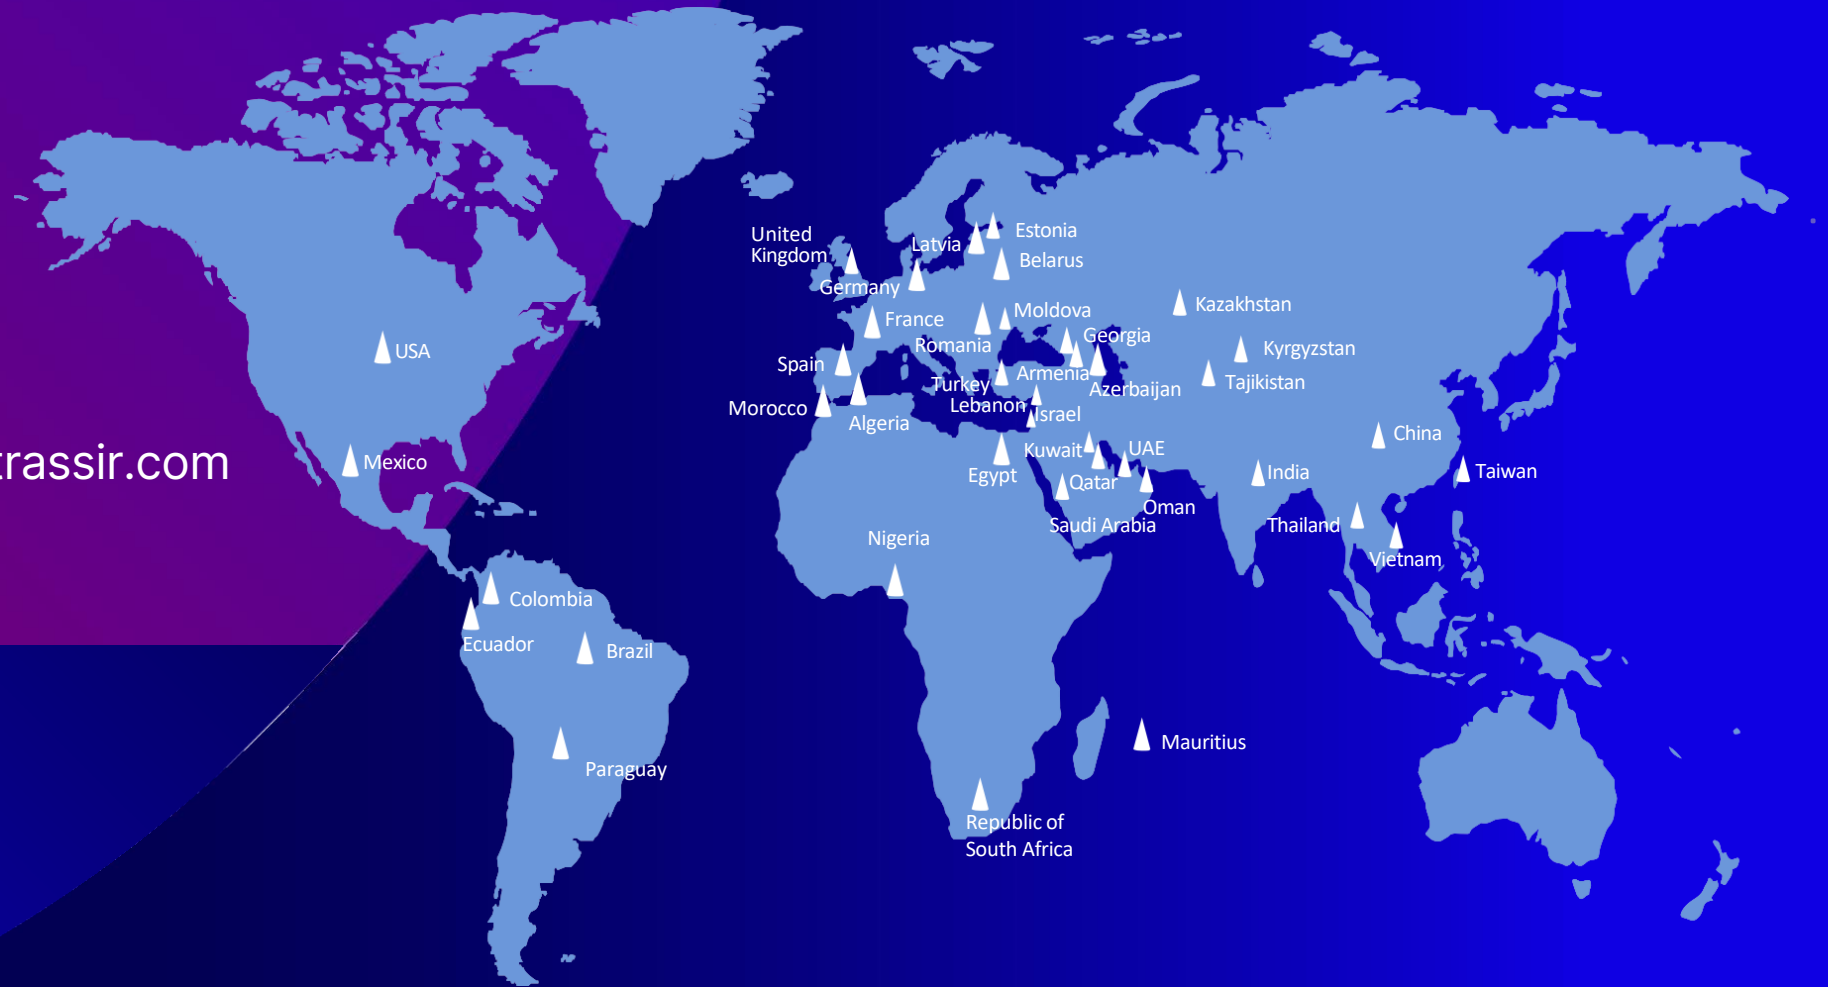 United
Kingdom
Latvia
Estonia
Belarus
Germany
France
Moldova
Kazakhstan
Romania
Georgia
USA
Spain
Kyrgyzstan
Turkey
Armenia
Azerbaijan
Tajikistan
Morocco
Lebanon
Israel
Algeria
China
trassir.com
Mexico
Kuwait
UAE
Egypt
Qatar
India
Taiwan
Oman
Saudi Arabia
Thailand
Nigeria
Vietnam
Colombia
Ecuador
Brazil
Mauritius
Paraguay
Republic of
South Africa